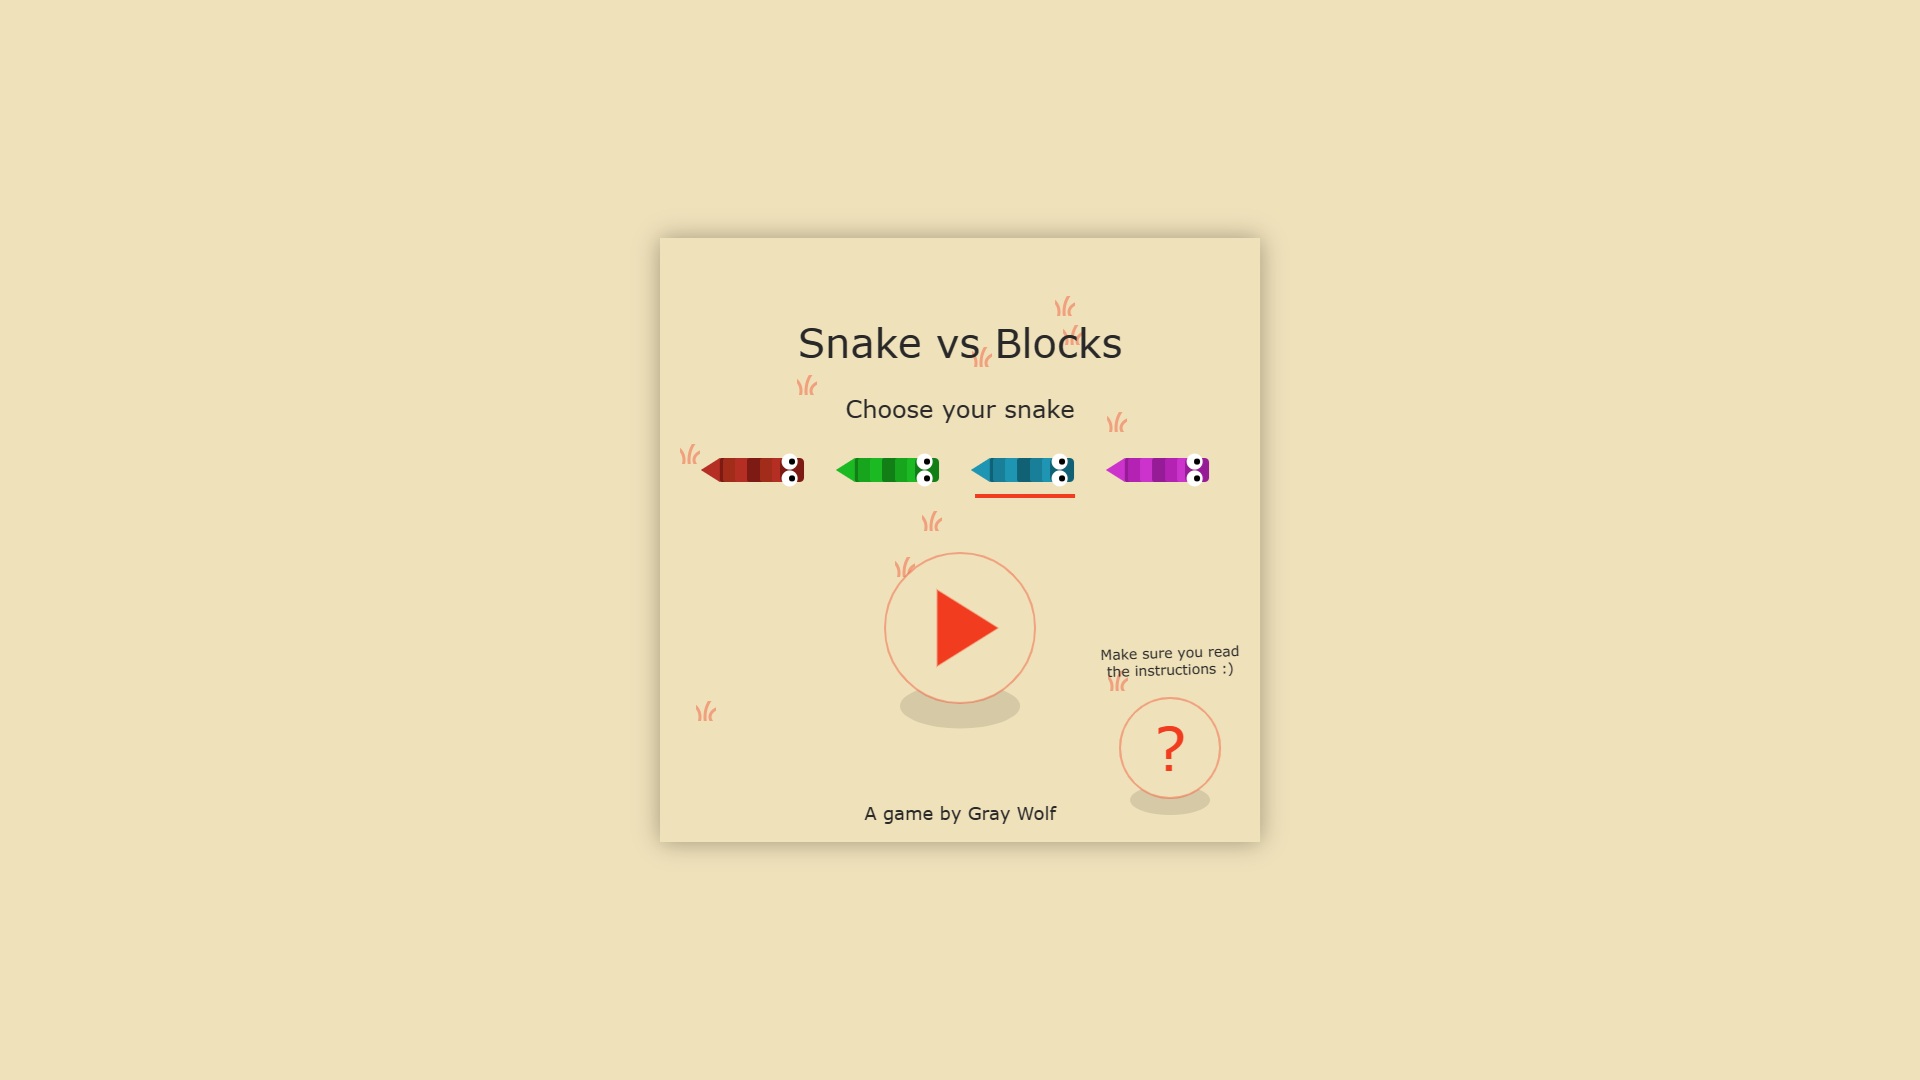 Snake vs Blocks
Choose your snake
Make sure you read
the instructions :)
?
A game by Gray Wolf